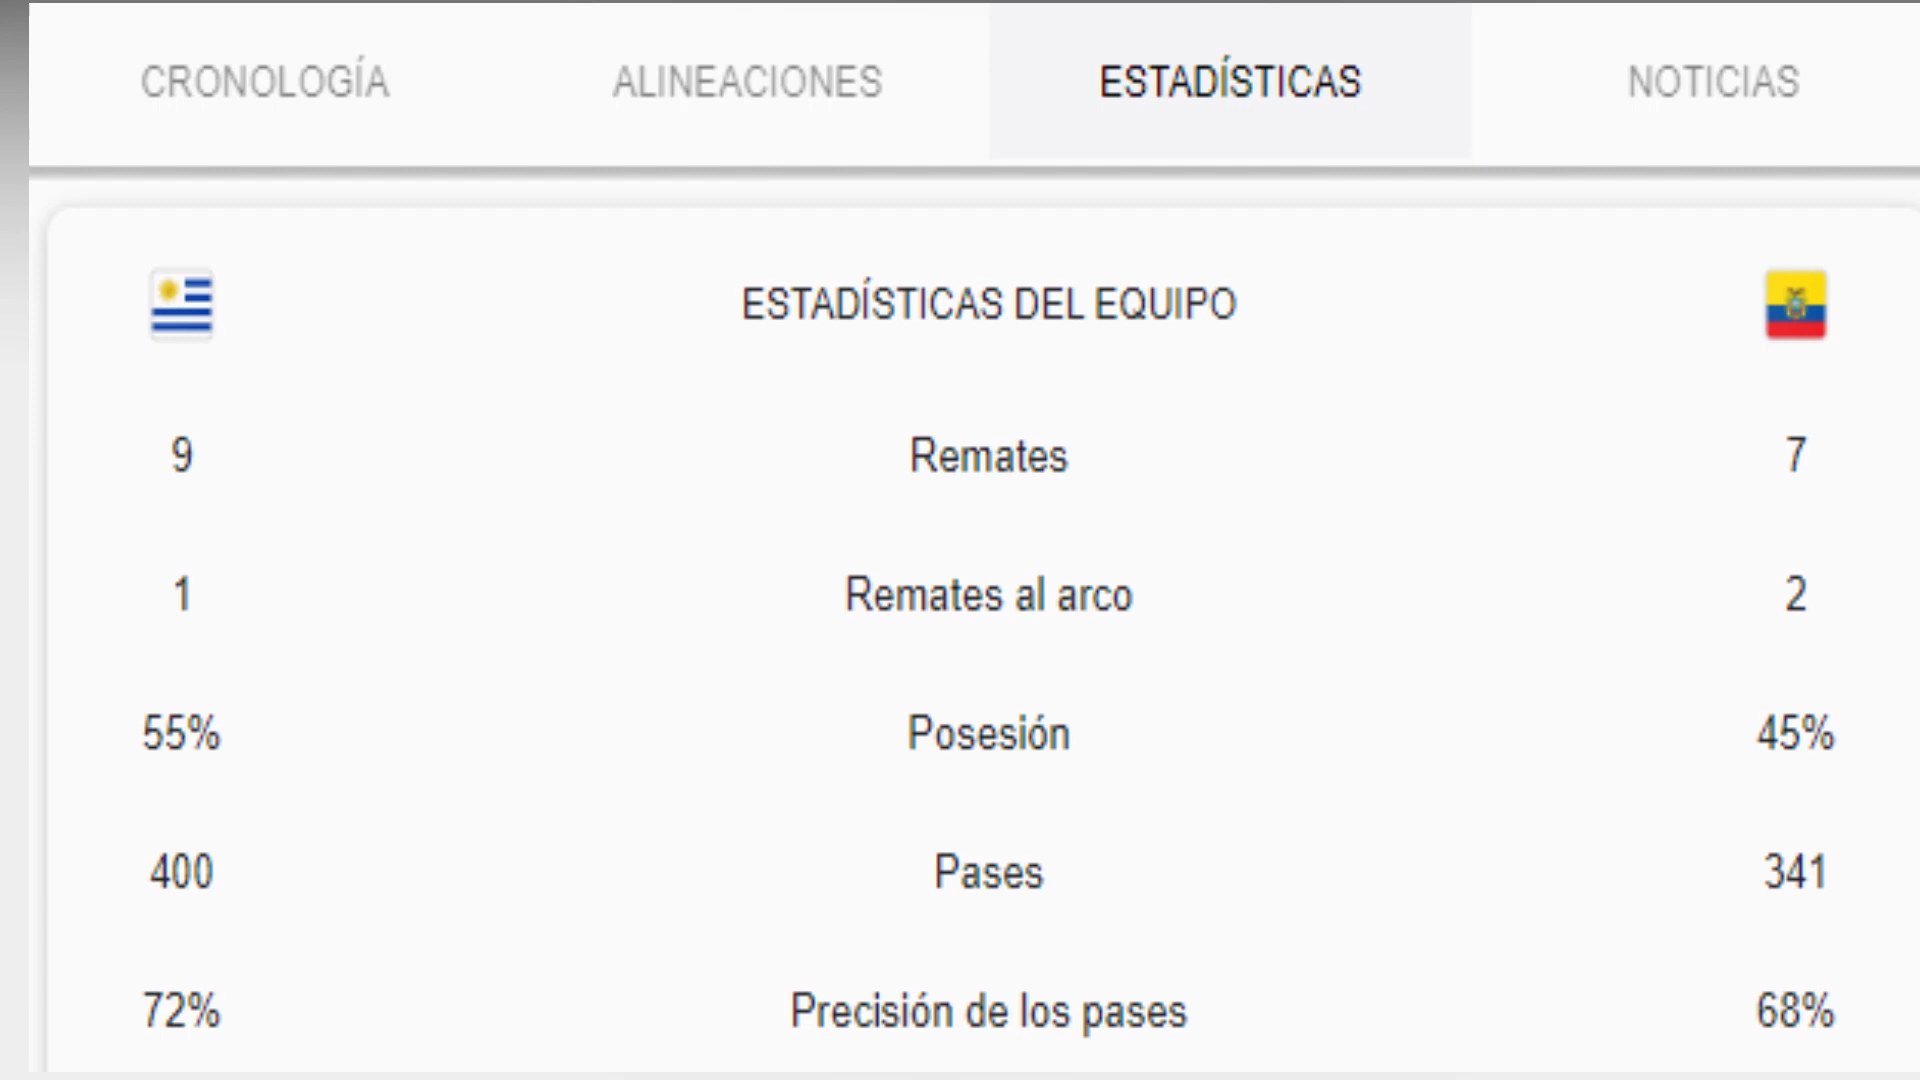 CRONOLOGÍA ALINEACIONES ESTADÍSTICAS NOTICIAS
ESTADÍSTICAS DEL EQUIPO
9 Remates 7
1 Remates al arco 2
55% Posesión 45%
400 Pases 341
72% Precisión de los pases 68%